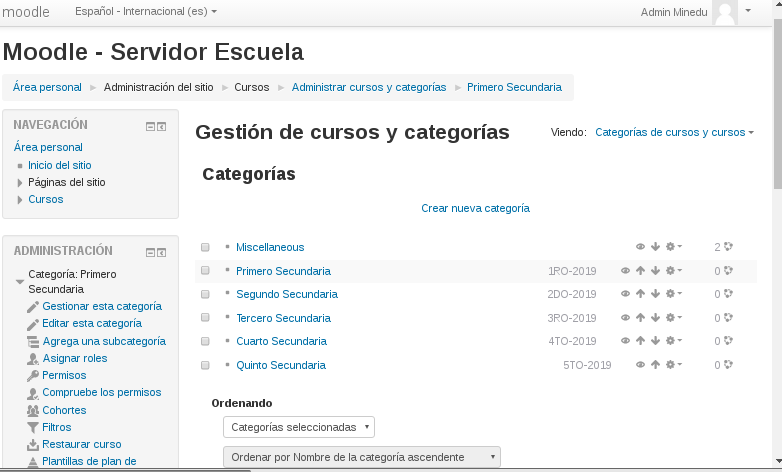 moodle Español - Internacional (es) Admin Minedu
Moodle - Servidor Escuela
Área personal Administración del sitio Cursos Administrar cursos y categorías Primero Secundaria
NAVEGACIÓN
Área personal
Inicio del sitio
Páginas del sitio
Cursos
ADMINISTRACIÓN
Categoría: Primero
Secundaria
Gestionar esta categoría
Editar esta categoría
Agrega una subcategoría
Asignar roles
Permisos
Compruebe los permisos
Cohortes
Filtros
Restaurar curso
Plantillas de plan de
Gestión de cursos y categorías
Viendo: Categorías de cursos y cursos
Categorías
Crear nueva categoría
Miscellaneous 2
Primero Secundaria 1RO-2019 0
Segundo Secundaria 2DO-2019 0
Tercero Secundaria 3RO-2019 0
Cuarto Secundaria 4TO-2019 0
Quinto Secundaria 5TO-2019 0
Ordenando
Categorías seleccionadas
Ordenar por Nombre de la categoría ascendente